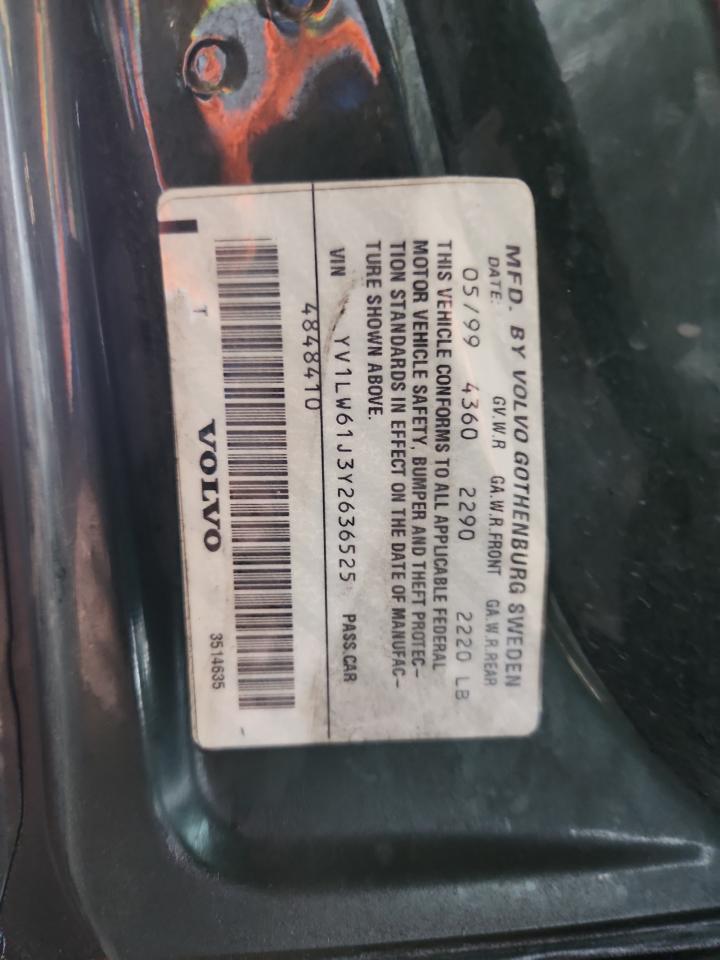 MFD. BY VOLVO GOTHENBURG SWEDEN
DATE: GV.W.R GA.W.R.FRONT GA.W.R.REAR
05/99 4360 2290 2220 LB
THIS VEHICLE CONFORMS TO ALL APPLICABLE FEDERAL
MOTOR VEHICLE SAFETY, BUMPER AND THEFT PROTEC-
TION STANDARDS IN EFFECT ON THE DATE OF MANUFAC-
TURE SHOWN ABOVE.
VIN YV1LW61J3Y2636525 PASS.CAR
4848410
T VOLVO 3514635